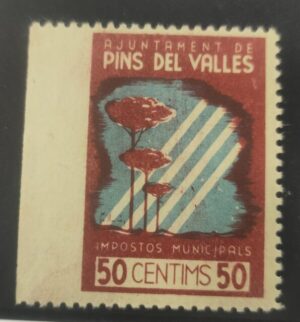 AJUNTAMENT DE
PINS DEL VALLES
IMPOSTOS MUNICIPALS
50 CENTIMS 50